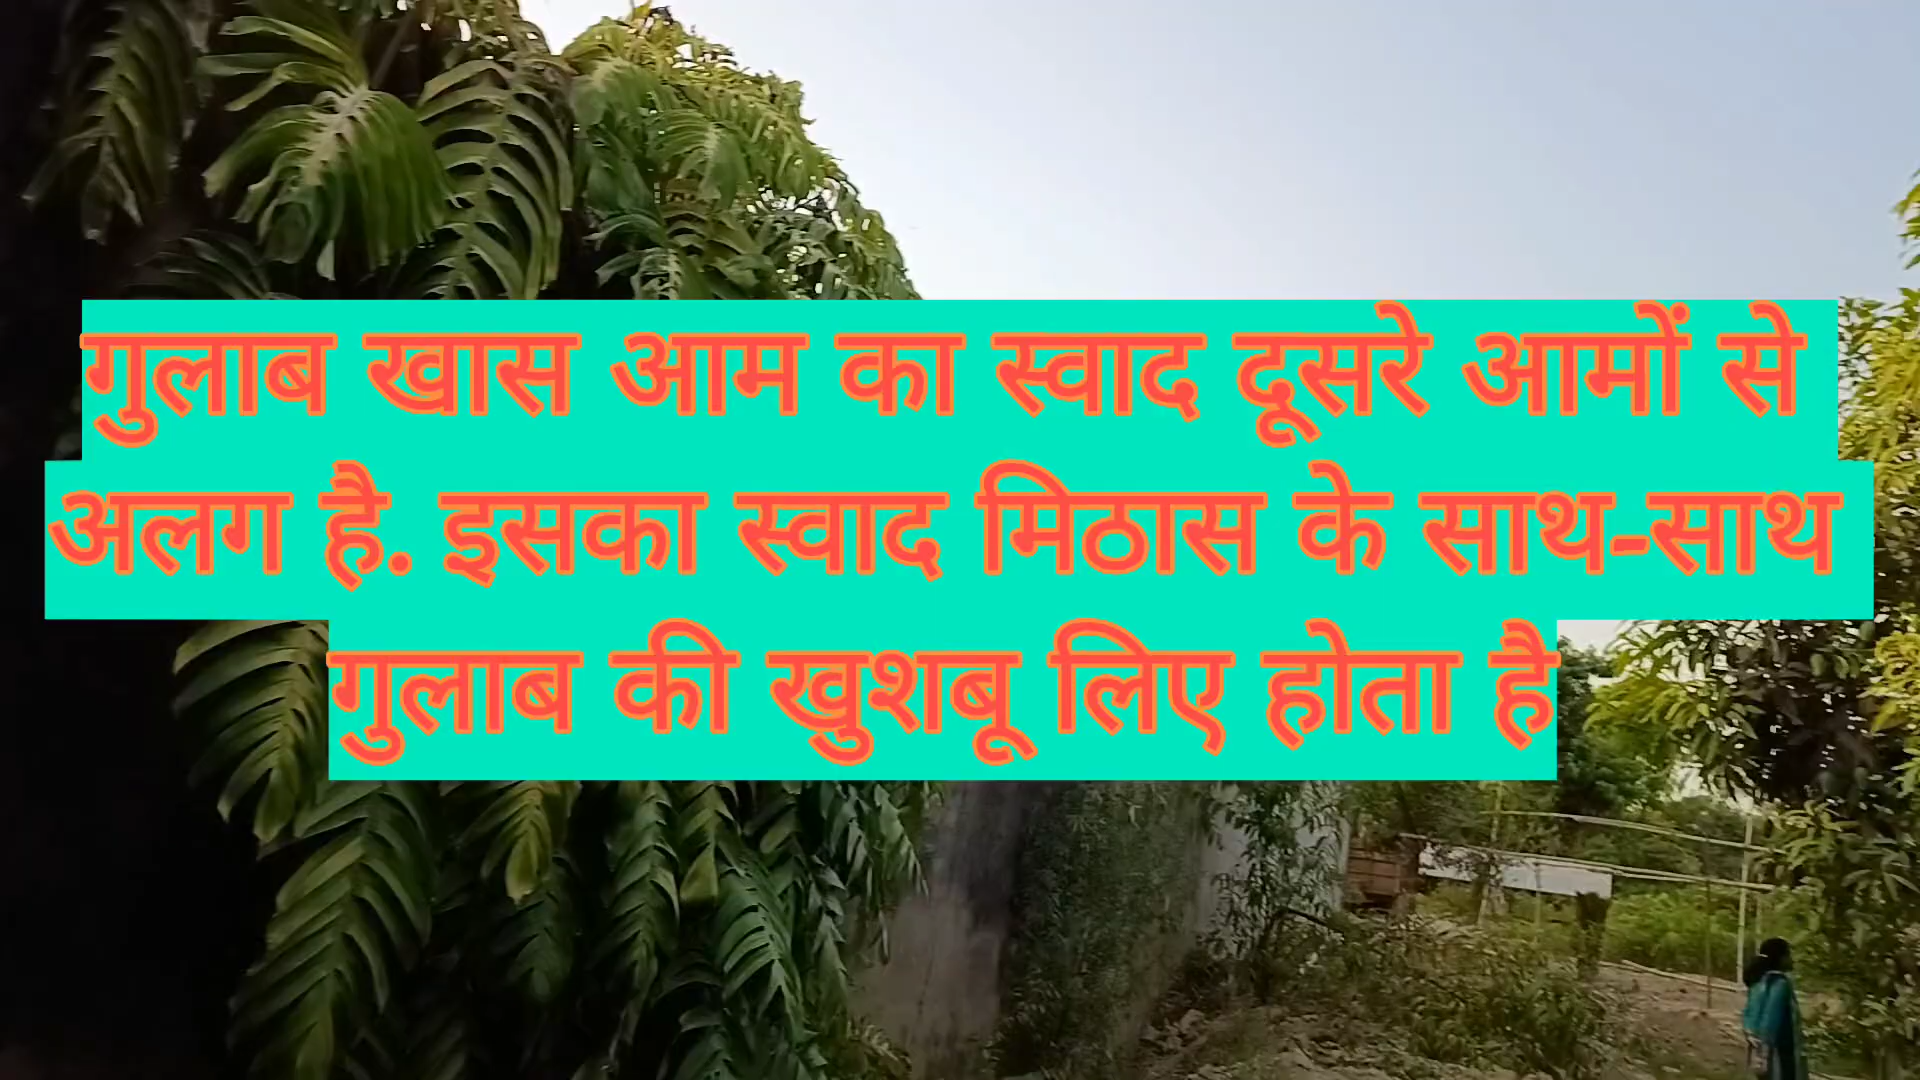 गुलाब खास आम का स्वाद दूसरे आमों से
अलग है. इसका स्वाद मिठास के साथ-साथ
गुलाब की खुशबू लिए होता है